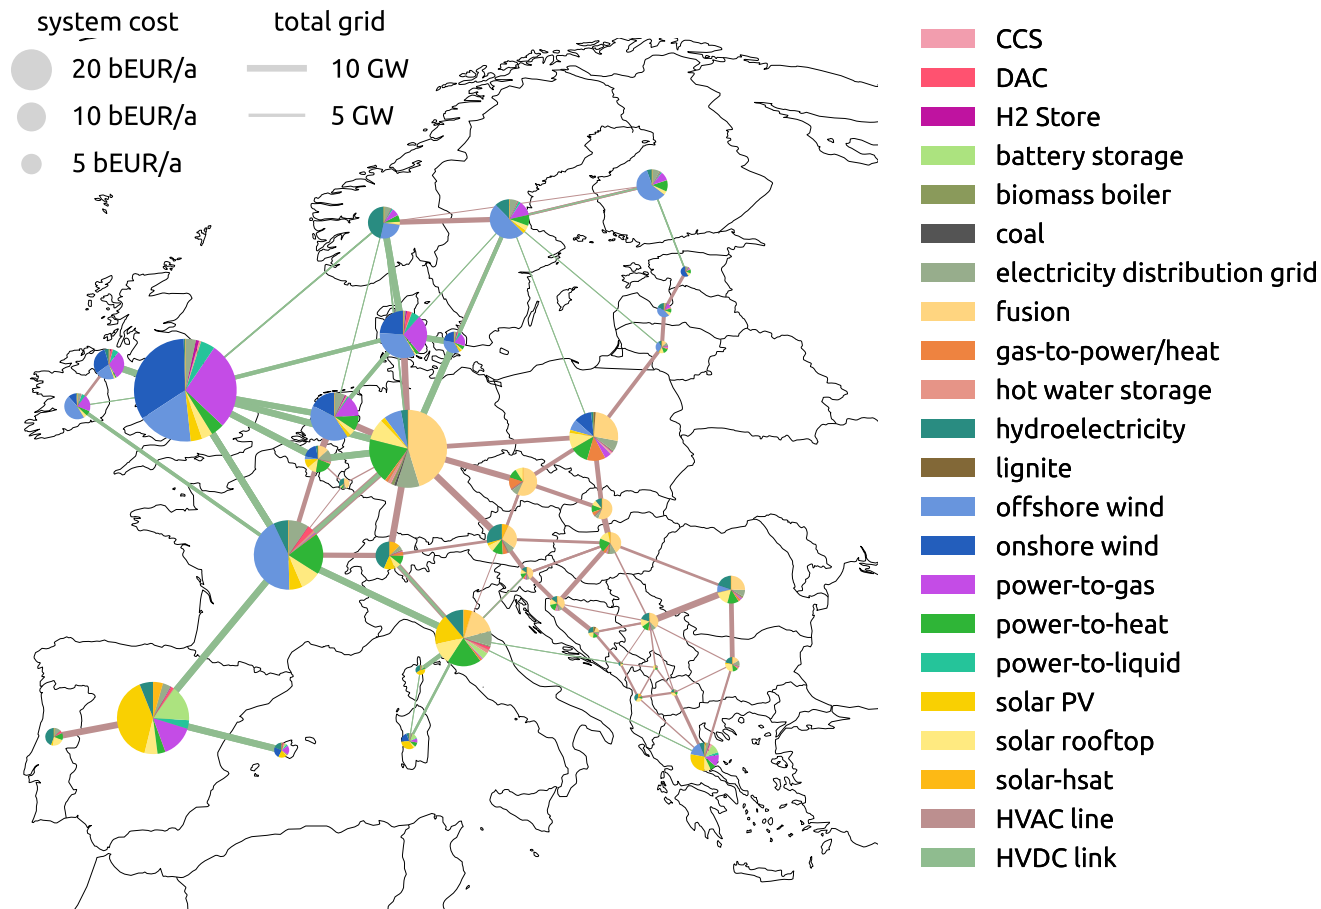 system cost
total grid
20 bEUR/a
10 GW
10 bEUR/a
5 GW
5 bEUR/a
CCS
DAC
H2 Store
battery storage
biomass boiler
coal
electricity distribution grid
fusion
gas-to-power/heat
hot water storage
hydroelectricity
lignite
offshore wind
onshore wind
power-to-gas
power-to-heat
power-to-liquid
solar PV
solar rooftop
solar-hsat
HVAC line
HVDC link